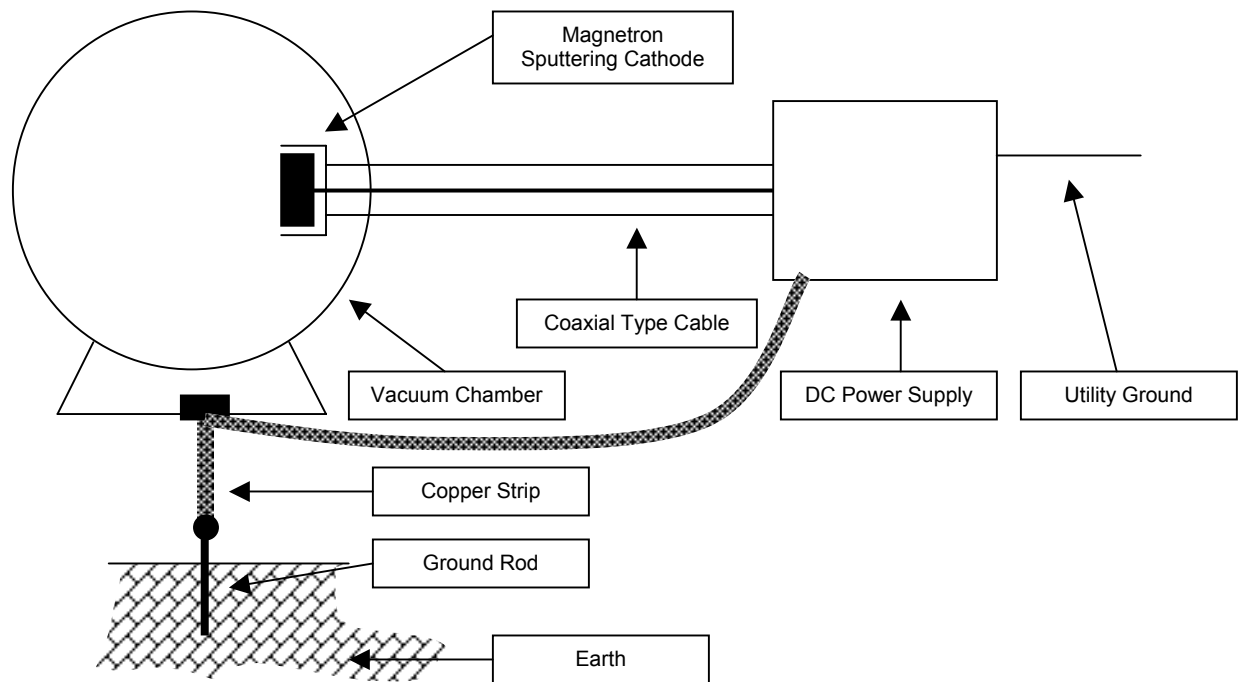 Magnetron
Sputtering Cathode
Coaxial Type Cable
Vacuum Chamber
DC Power Supply
Utility Ground
Copper Strip
Ground Rod
Earth